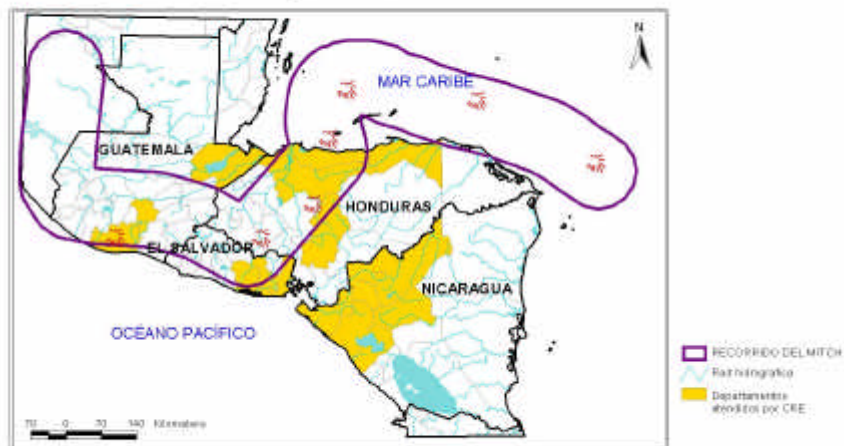 N
MAR CARIBE
GUATEMALA
HONDURAS
EL SALVADOR
NICARAGUA
OCÉANO PACÍFICO
RECORRIDO DEL MITCH
Red hidrográfica
Departamentos
atendidos por CRE
70 0 70 140 Kilometers